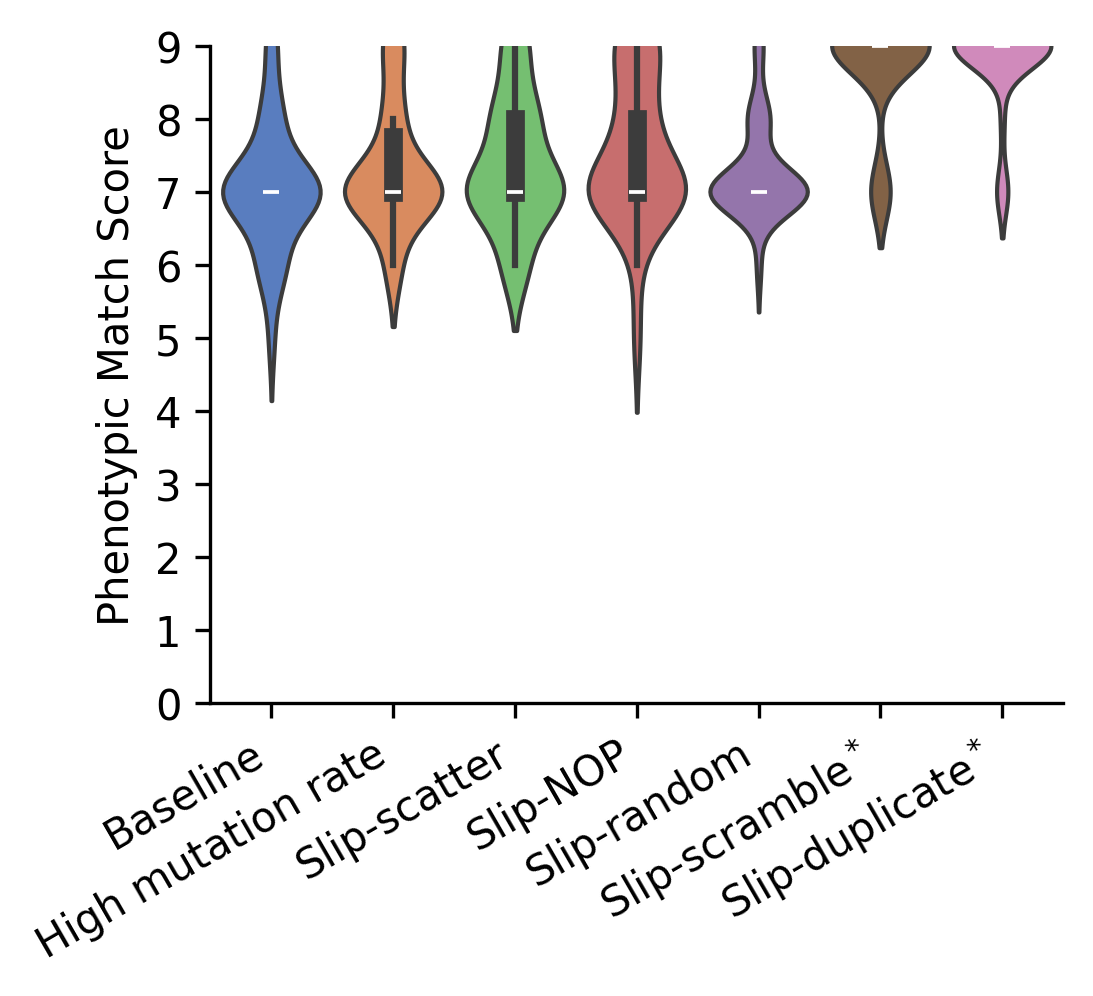 Phenotypic Match Score
9
8
7
6
5
4
3
2
1
0
Baseline
High mutation rate
Slip-scatter
Slip-NOP
Slip-random
Slip-scramble*
Slip-duplicate*